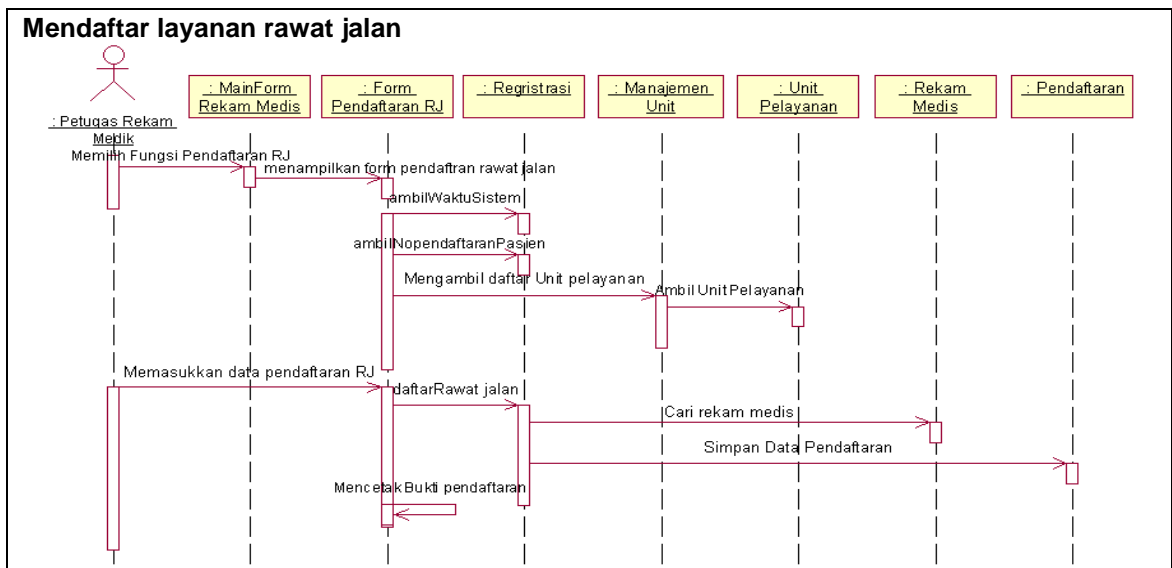 Mendaftar layanan rawat jalan
: MainForm
Rekam Medis
: Form
Pendaftaran RJ
: Regristrasi
: Manajemen
Unit
: Unit
Pelayanan
: Rekam
Medis
: Pendaftaran
: Petugas Rekam
Medik
Memilih Fungsi Pendaftaran RJ
menampilkan form pendaftran rawat jalan
ambilWaktuSistem
ambilNopendaftaranPasien
Mengambil daftar Unit pelayanan
Ambil Unit Pelayanan
Memasukkan data pendaftaran RJ
daftarRawat jalan
Cari rekam medis
Simpan Data Pendaftaran
Mencetak Bukti pendaftaran